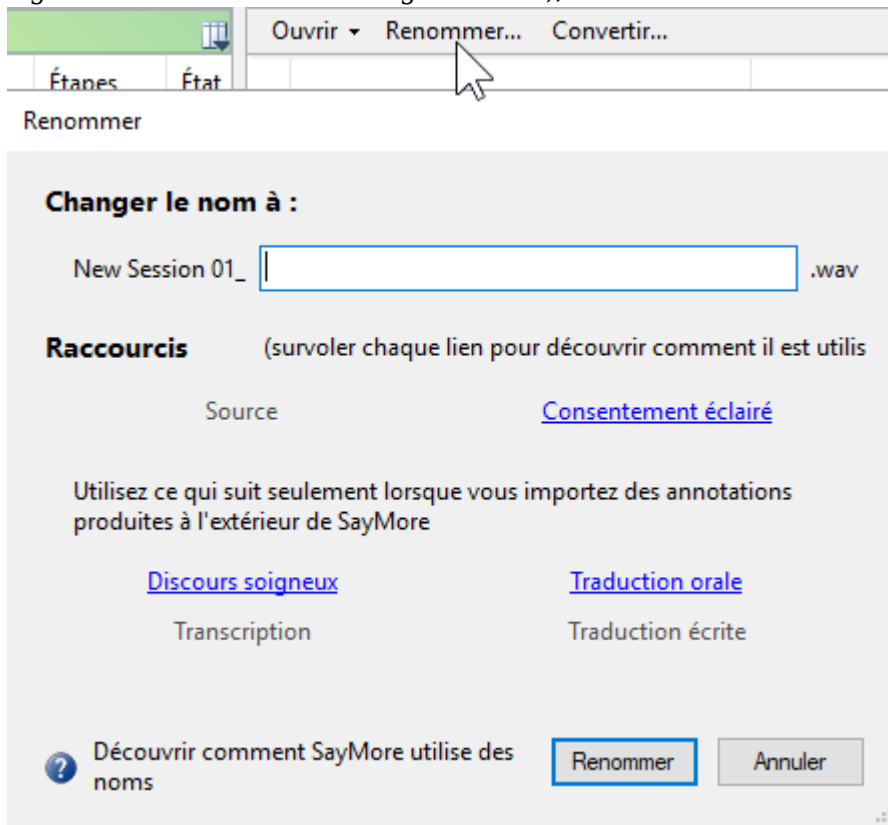 Ouvrir Renommer... Convertir...
Étapes État
Renommer
Changer le nom à :
New Session 01_ .wav
Raccourcis (survoler chaque lien pour découvrir comment il est utilis
Source Consentement éclairé
Utilisez ce qui suit seulement lorsque vous importez des annotations
produites à l'extérieur de SayMore
Discours soigneux Traduction orale
Transcription Traduction écrite
Découvrir comment SayMore utilise des
noms
Renommer Annuler